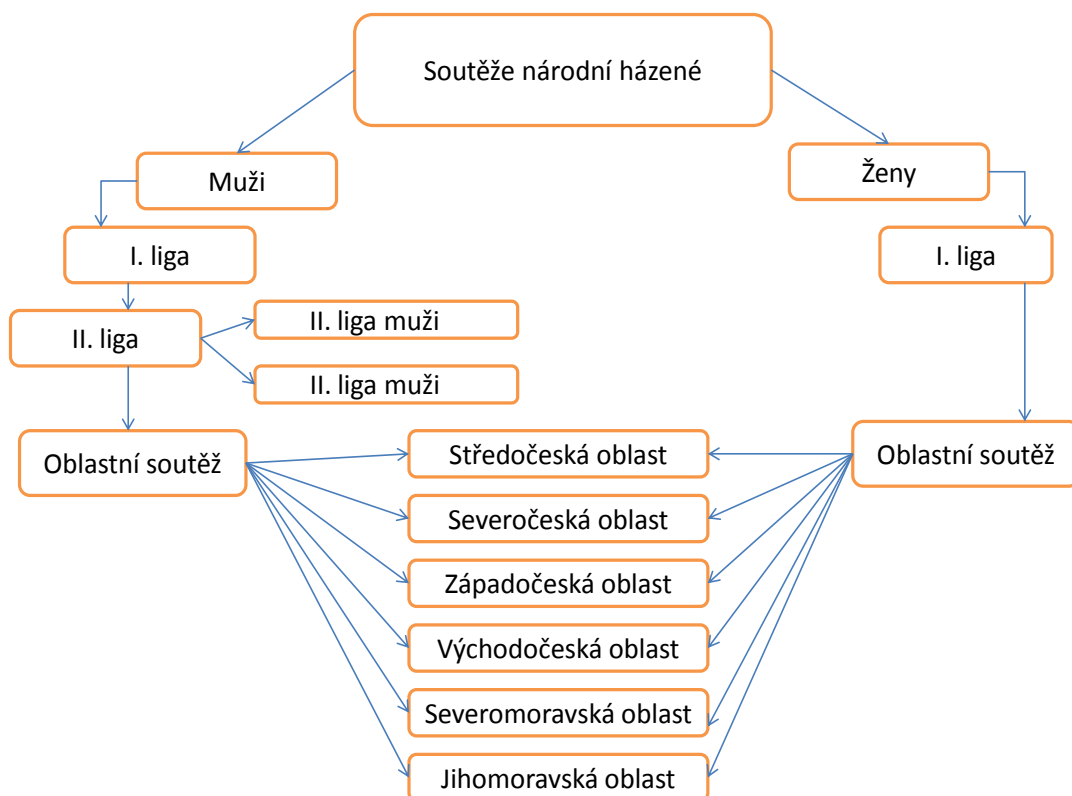 Soutěže národní házené
Muži
Ženy
I. liga
I. liga
II. liga
II. liga muži
II. liga muži
Oblastní soutěž
Středočeská oblast
Oblastní soutěž
Severočeská oblast
Západočeská oblast
Východočeská oblast
Severomoravská oblast
Jihomoravská oblast